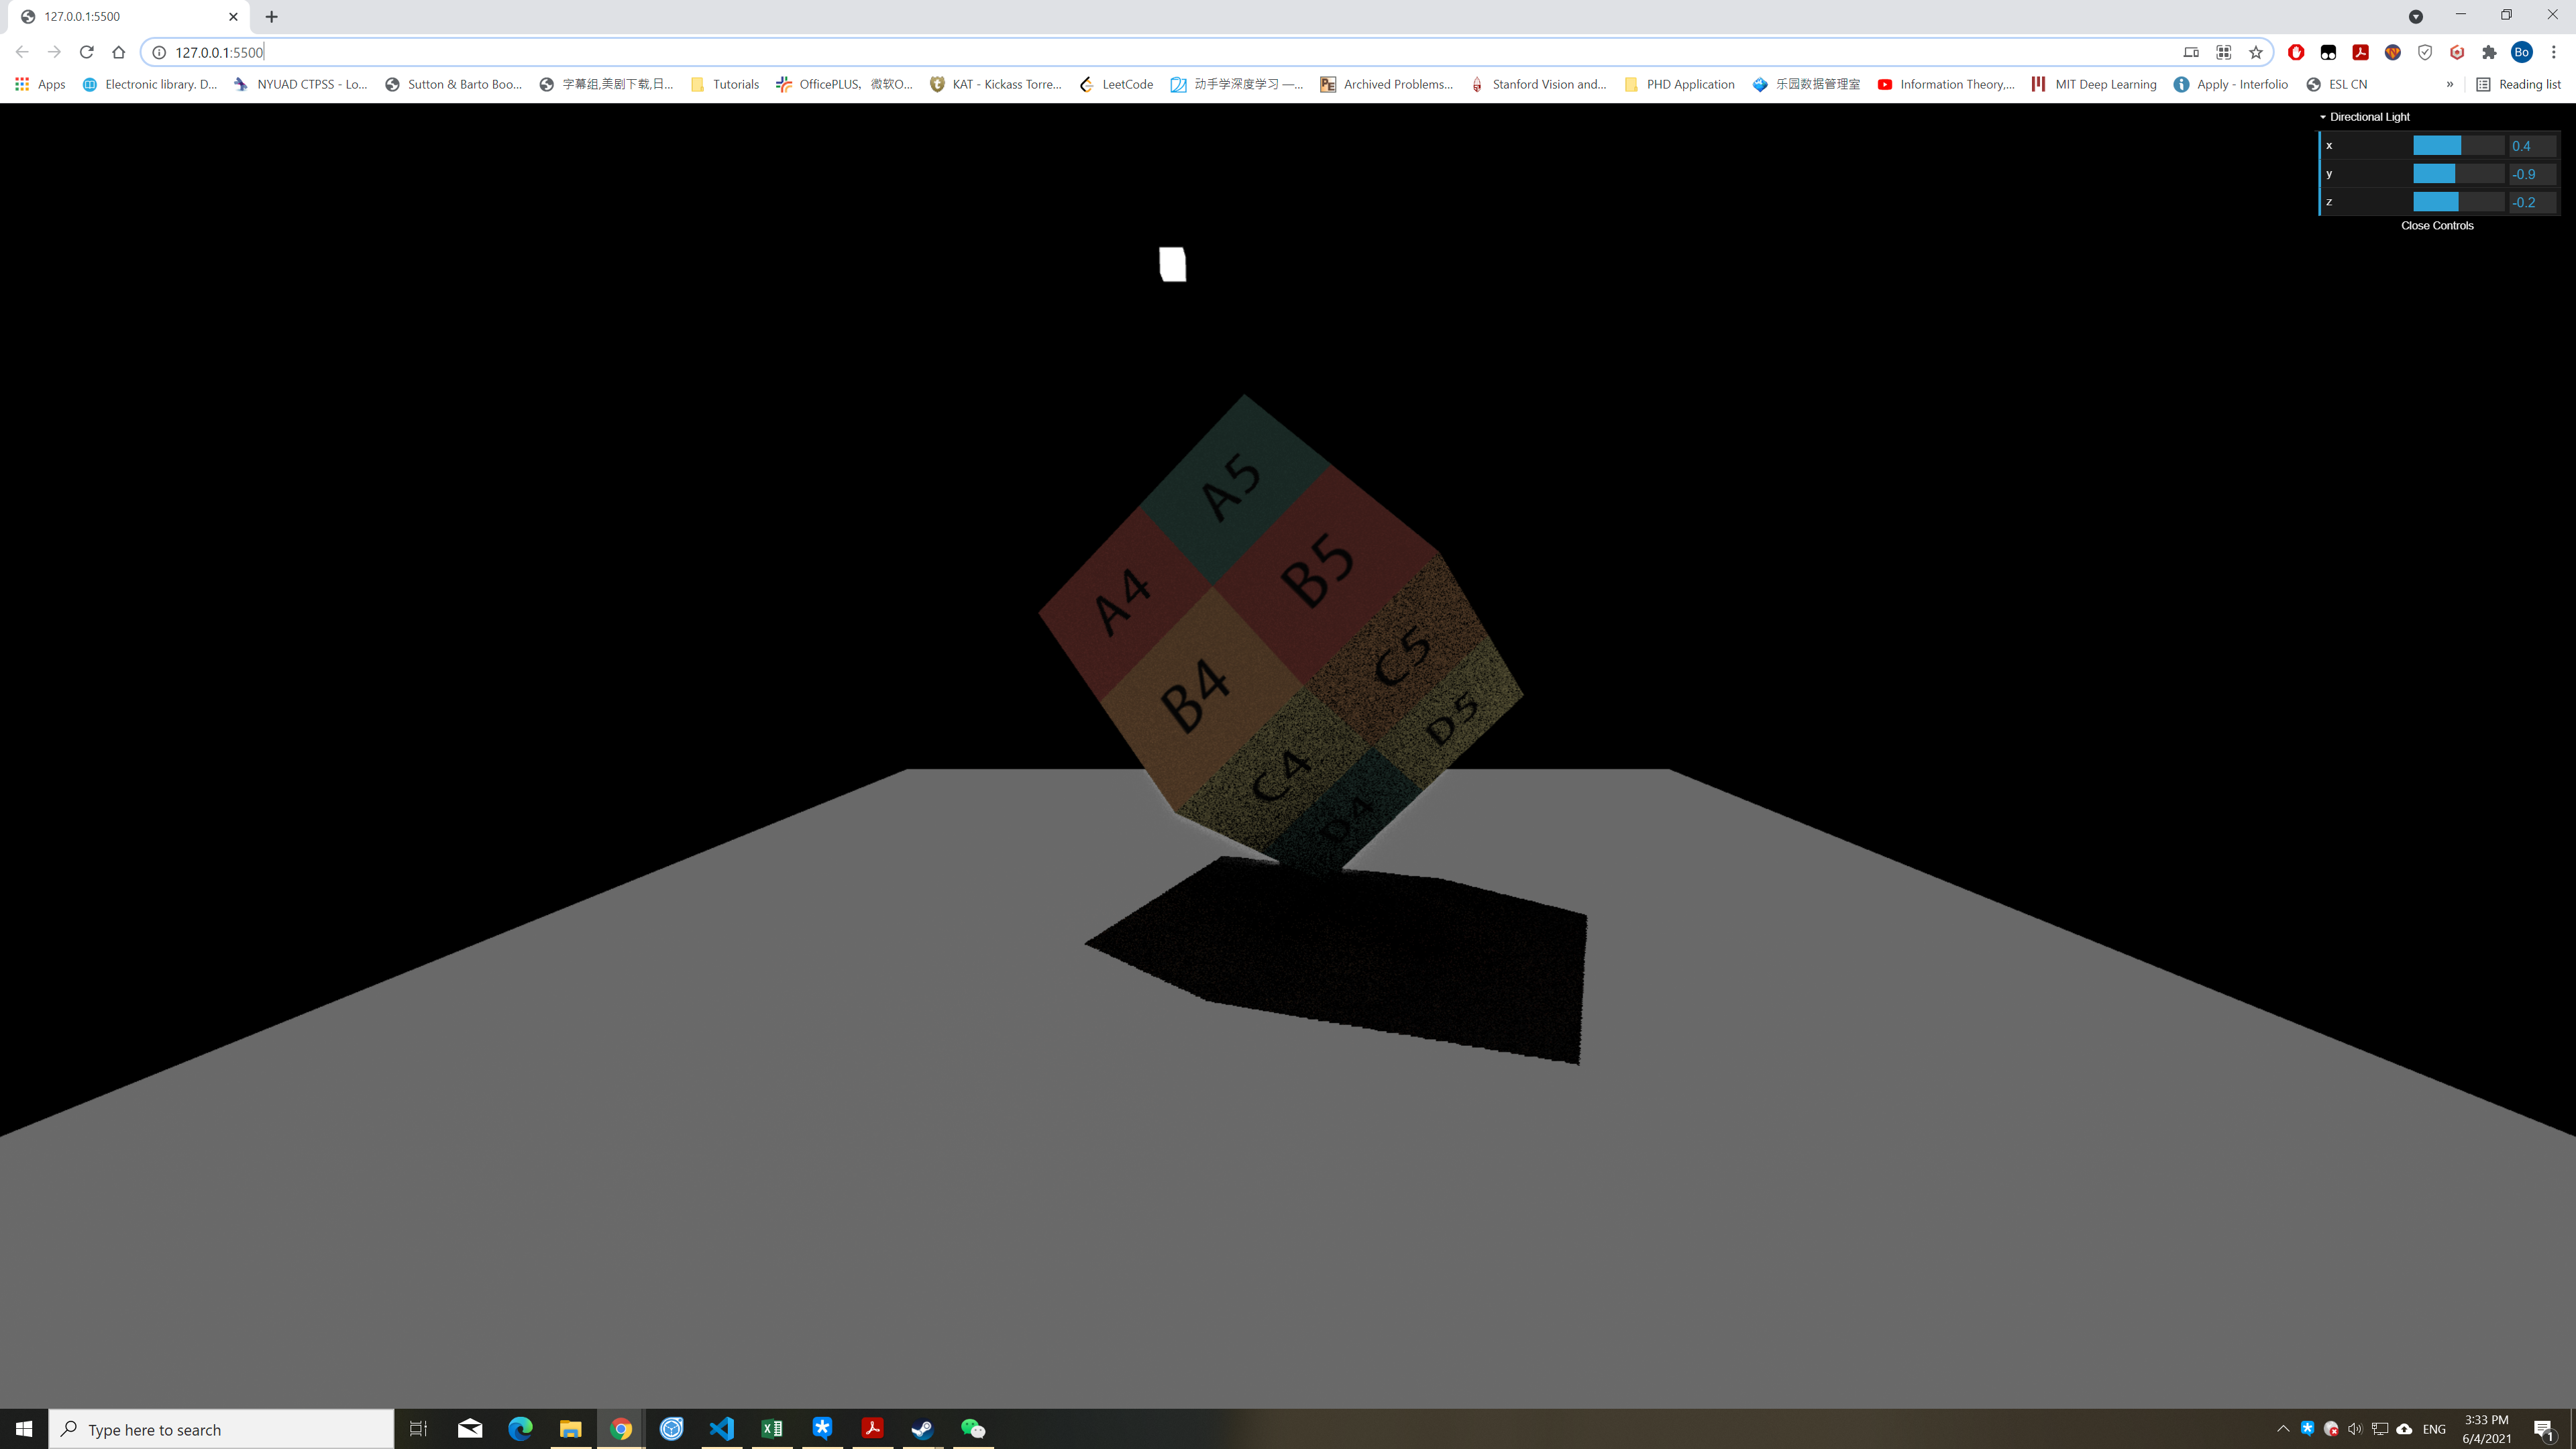 127.0.0.1:5500
127.0.0.1:5500
Bo
Apps
Electronic library. D...
NYUAD CTPSS - Lo...
Sutton & Barto Boo...
字幕组,美剧下载,日...
Tutorials
OfficePLUS，微软O...
KAT - Kickass Torre...
LeetCode
动手学深度学习 —...
Archived Problems...
Stanford Vision and...
PHD Application
乐园数据管理室
Information Theory,...
MIT Deep Learning
Apply - Interfolio
ESL CN
»
Reading list
Directional Light
x 0.4
y -0.9
z -0.2
Close Controls
A5
A4
B5
B4
C5
C4
D5
D4
Type here to search
ENG
3:33 PM
6/4/2021
1